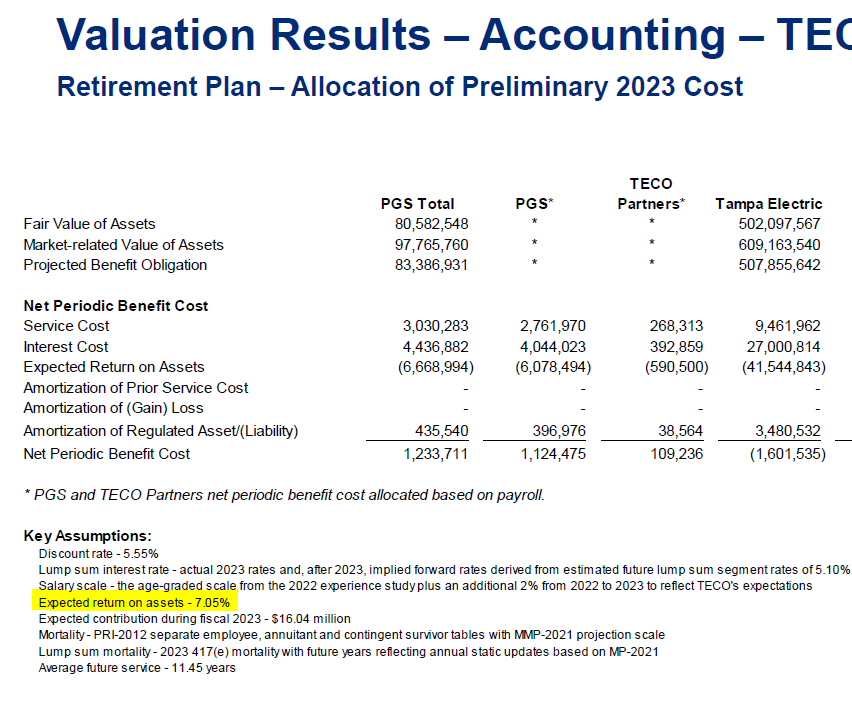 Valuation Results – Accounting – TEC
Retirement Plan – Allocation of Preliminary 2023 Cost
TECO
PGS Total PGS* Partners* Tampa Electric
Fair Value of Assets 80,582,548 * * 502,097,567
Market-related Value of Assets 97,765,760 * * 609,163,540
Projected Benefit Obligation 83,386,931 * * 507,855,642
Net Periodic Benefit Cost
Service Cost 3,030,283 2,761,970 268,313 9,461,962
Interest Cost 4,436,882 4,044,023 392,859 27,000,814
Expected Return on Assets (6,668,994) (6,078,494) (590,500) (41,544,843)
Amortization of Prior Service Cost - - - -
Amortization of (Gain) Loss - - - -
Amortization of Regulated Asset/(Liability) 435,540 396,976 38,564 3,480,532
Net Periodic Benefit Cost 1,233,711 1,124,475 109,236 (1,601,535)
* PGS and TECO Partners net periodic benefit cost allocated based on payroll.
Key Assumptions:
Discount rate - 5.55%
Lump sum interest rate - actual 2023 rates and, after 2023, implied forward rates derived from estimated future lump sum segment rates of 5.10%
Salary scale - the age-graded scale from the 2022 experience study plus an additional 2% from 2022 to 2023 to reflect TECO's expectations
Expected return on assets - 7.05%
Expected contribution during fiscal 2023 - $16.04 million
Mortality - PRI-2012 separate employee, annuitant and contingent survivor tables with MMP-2021 projection scale
Lump sum mortality - 2023 417(e) mortality with future years reflecting annual static updates based on MP-2021
Average future service - 11.45 years